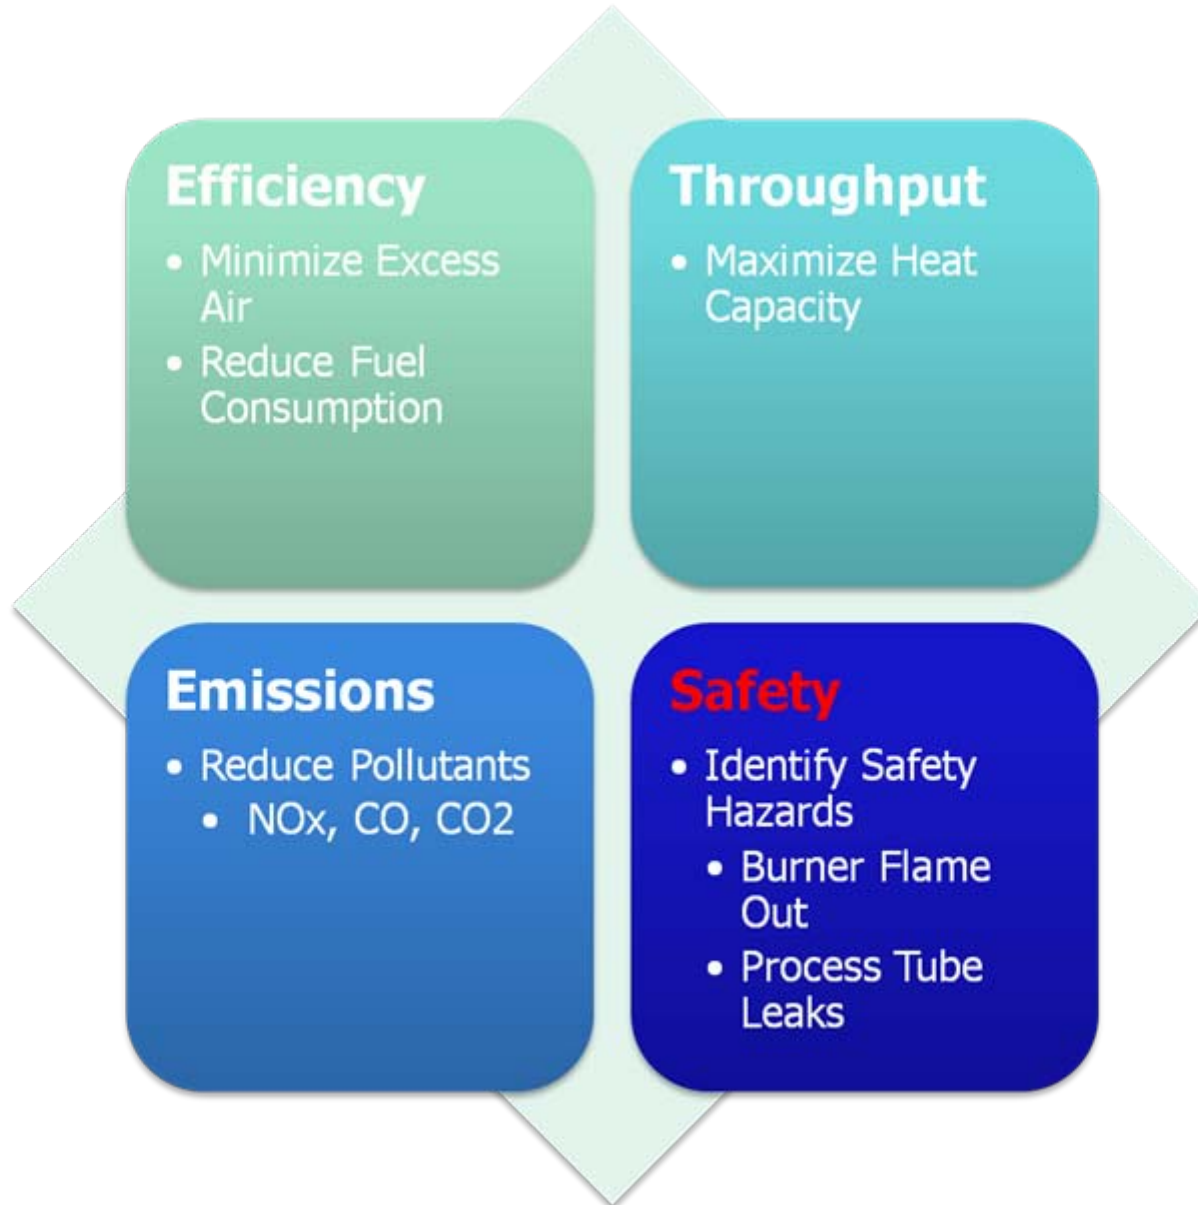 Efficiency
• Minimize Excess
Air
• Reduce Fuel
Consumption
Throughput
• Maximize Heat
Capacity
Emissions
• Reduce Pollutants
• NOx, CO, CO2
Safety
• Identify Safety
Hazards
• Burner Flame
Out
• Process Tube
Leaks